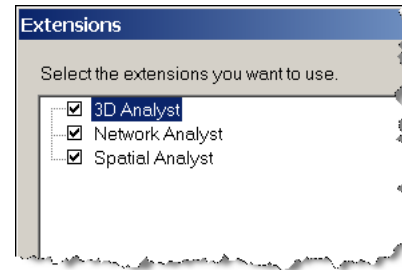 Extensions
Select the extensions you want to use.
3D Analyst
Network Analyst
Spatial Analyst